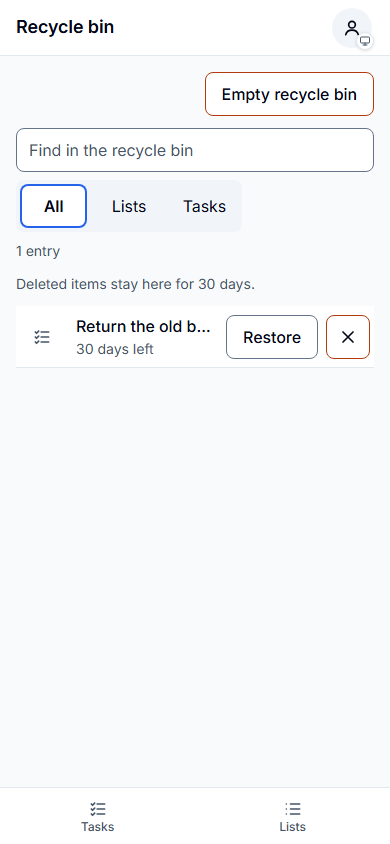 Recycle bin
Empty recycle bin
Find in the recycle bin
All Lists Tasks
1 entry
Deleted items stay here for 30 days.
Return the old b...
30 days left
Restore
Tasks Lists